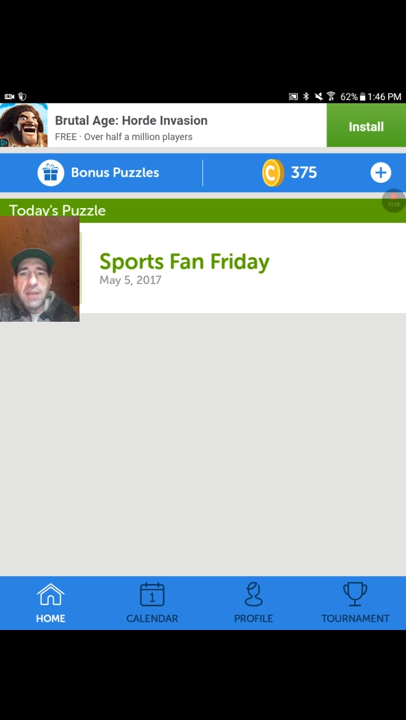 62% 1:46 PM
Brutal Age: Horde Invasion
FREE · Over half a million players
Install
Bonus Puzzles
375
Today's Puzzle
Sports Fan Friday
May 5, 2017
1
HOME
CALENDAR
PROFILE
TOURNAMENT